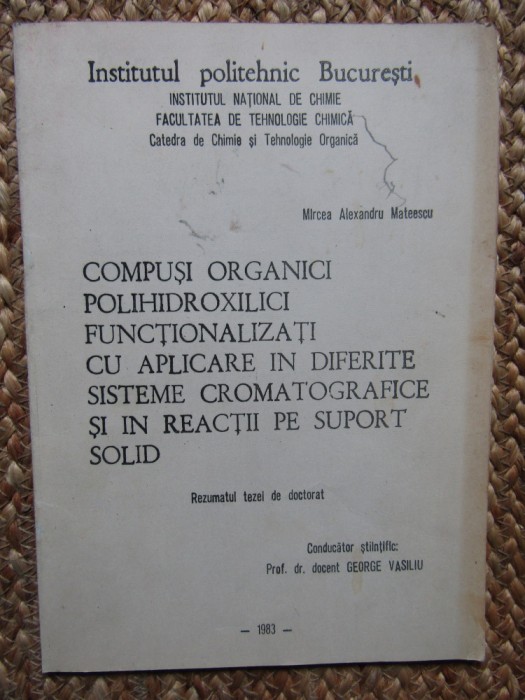 Institutul politehnic București
INSTITUTUL NAȚIONAL DE CHIMIE
FACULTATEA DE TEHNOLOGIE CHIMICĂ
Catedra de Chimie și Tehnologie Organică
MIrcea Alexandru Mateescu
COMPUȘI ORGANICI
POLIHIDROXILICI
FUNCȚIONALIZAȚI
CU APLICARE IN DIFERITE
SISTEME CROMATOGRAFICE
ȘI IN REACȚII PE SUPORT
SOLID
Rezumatul tezei de doctorat
Conducător științific:
Prof. dr. docent GEORGE VASILIU
— 1983 —